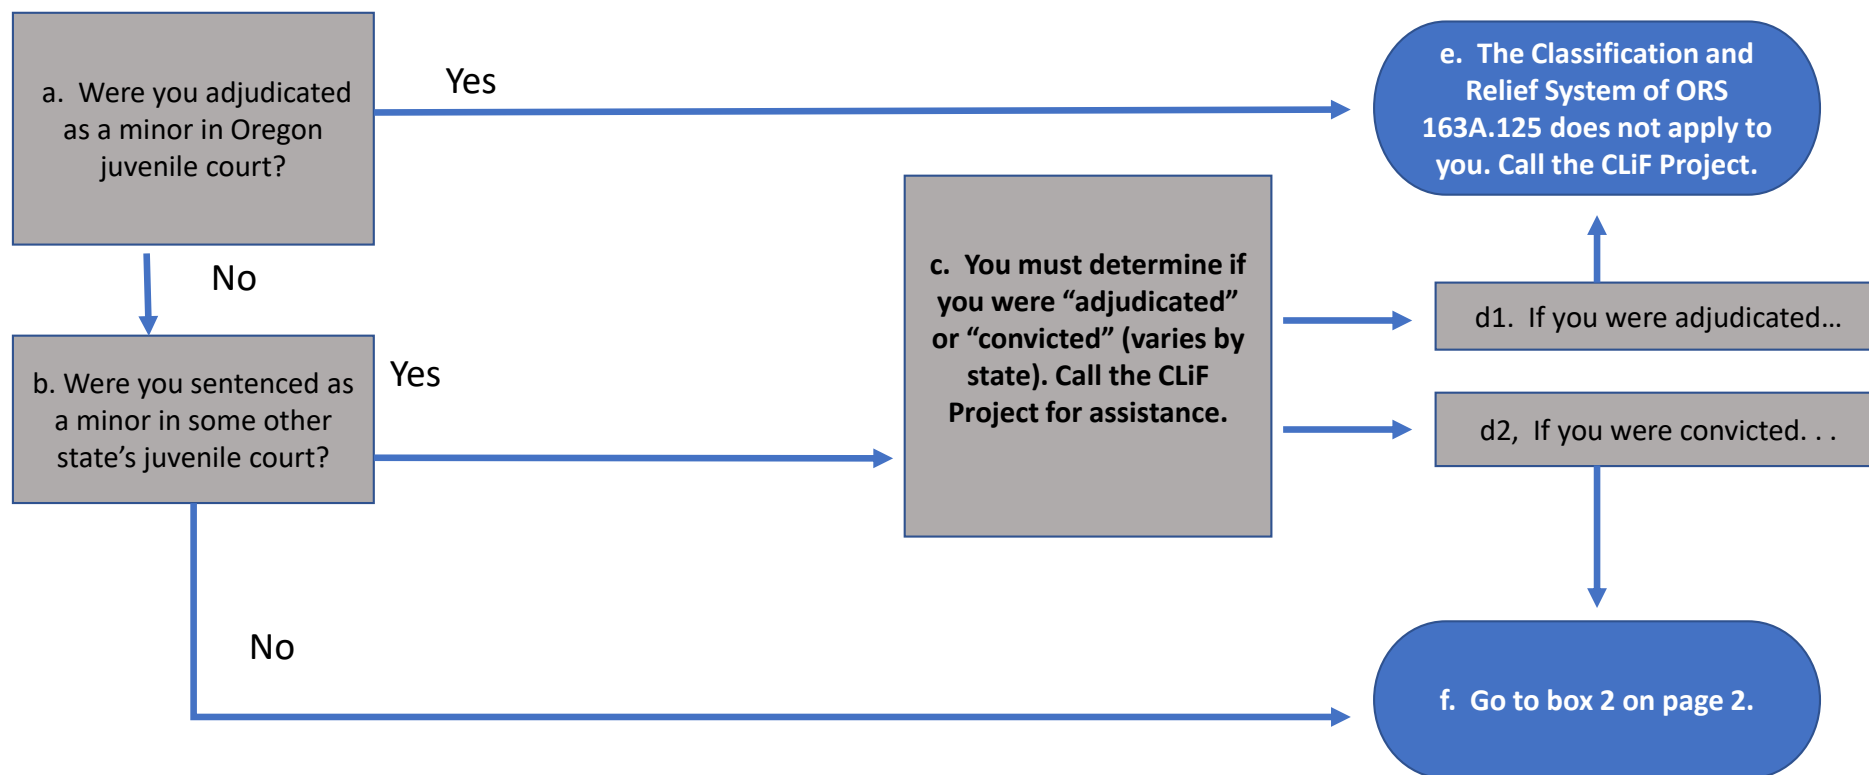 a.  Were you adjudicated
as a minor in Oregon
juvenile court?
Yes
e.  The Classification and
Relief System of ORS
163A.125 does not apply to
you. Call the CLiF Project.
No
b. Were you sentenced as
a minor in some other
state’s juvenile court?
Yes
c.  You must determine if
you were “adjudicated”
or “convicted” (varies by
state). Call the CLiF
Project for assistance.
d1.  If you were adjudicated…
d2,  If you were convicted. . .
No
f.  Go to box 2 on page 2.